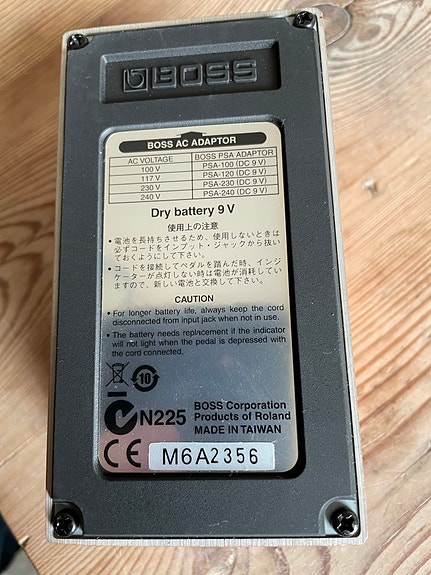 BOSS
BOSS AC ADAPTOR
AC VOLTAGE BOSS PSA ADAPTOR
100 V PSA-100 (DC 9 V)
117 V PSA-120 (DC 9 V)
230 V PSA-230 (DC 9 V)
240 V PSA-240 (DC 9 V)
Dry battery 9 V
使用上の注意
・電池を長持ちさせるため、使用しないときは
必ずコードをインプット・ジャックから抜い
ておくようにして下さい。
・コードを接続してペダルを踏んだ時、インジ
ケーターが点灯しない時は電池が消耗してい
ますので、新しい電池と交換して下さい。
CAUTION
• For longer battery life, always keep the cord
disconnected from input jack when not in use.
• The battery needs replacement if the indicator
will not light when the pedal is depressed with
the cord connected.
10
N225
BOSS Corporation
Products of Roland
MADE IN TAIWAN
CE M6A2356